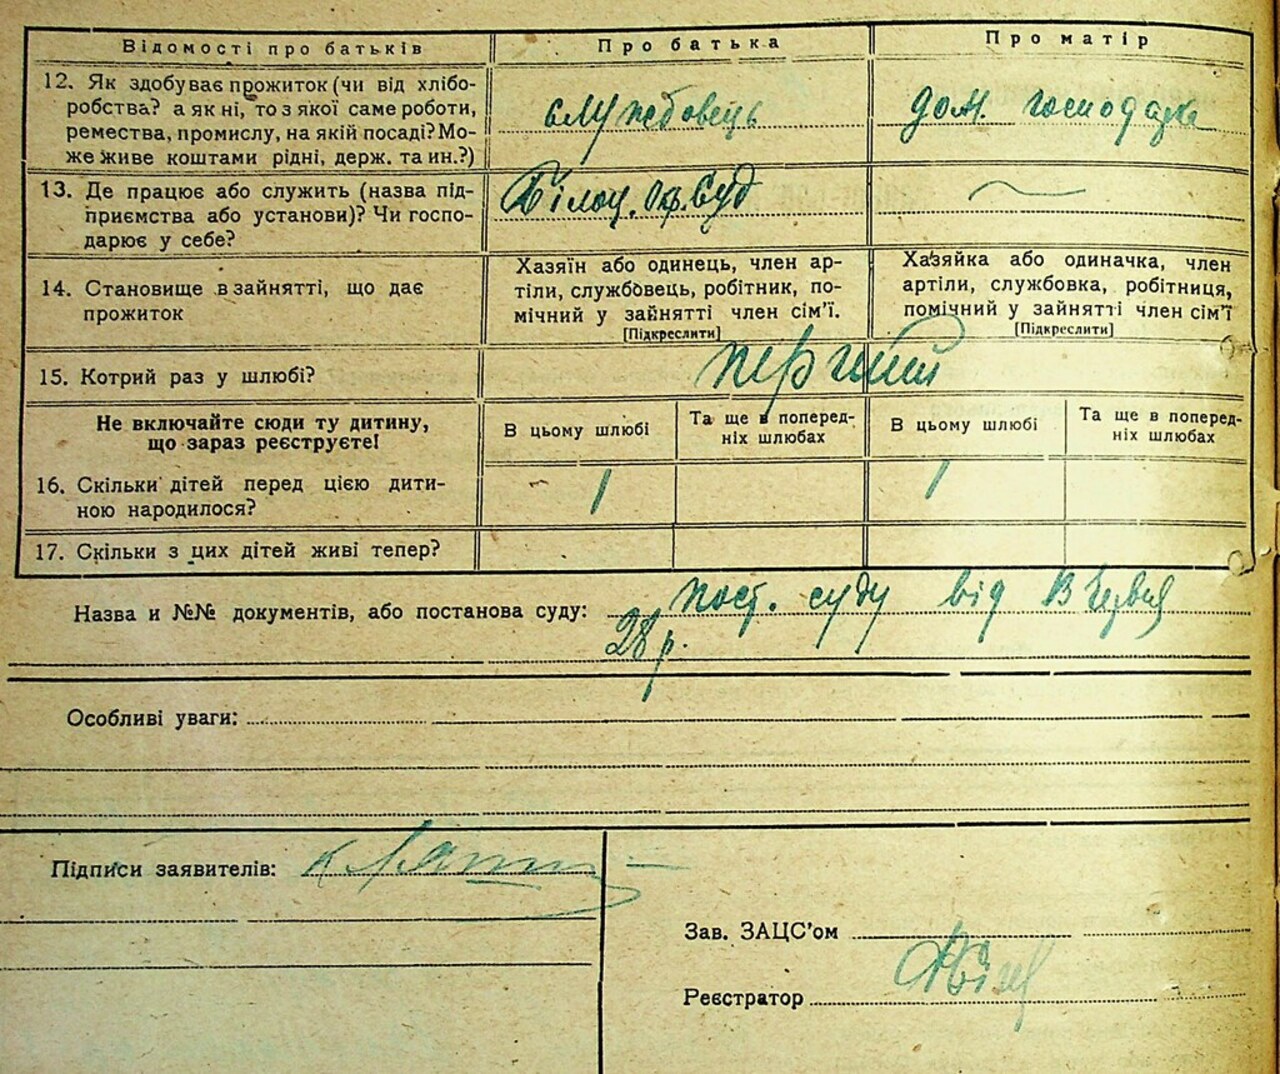 Відомості про батьків
Про батька
Про матір
12. Як здобуває прожиток (чи від хлібо-
робства? а як ні, то з якої саме роботи,
ремества, промислу, на якій посаді? Мо-
же живе коштами рідні, держ. та ин.?)
службовець
дом. господарка
13. Де працює або служить (назва під-
приємства або установи)? Чи госпо-
дарює у себе?
Білоц. Окр. Суд
14. Становище в зайнятті, що дає
прожиток
Хазяїн або одинець, член ар-
тіли, службовець, робітник, по-
мічний у зайнятті член сім'ї.
[Підкреслити]
Хазяйка або одиначка, член
артіли, службовка, робітниця,
помічний у зайнятті член сім'ї
[Підкреслити]
15. Котрий раз у шлюбі?
перший
Не включайте сюди ту дитину,
що зараз реєструєте!
В цьому шлюбі
Та ще в поперед-
ніх шлюбах
В цьому шлюбі
Та ще в поперед-
ніх шлюбах
16. Скільки дітей перед цією дити-
ною народилося?
1
1
17. Скільки з цих дітей живі тепер?
Назва и №№ документів, або постанова суду: пост. суду від Червня
28 р.
Особливі уваги:
Підписи заявителів:
Зав. ЗАЦС'ом
Реєстратор